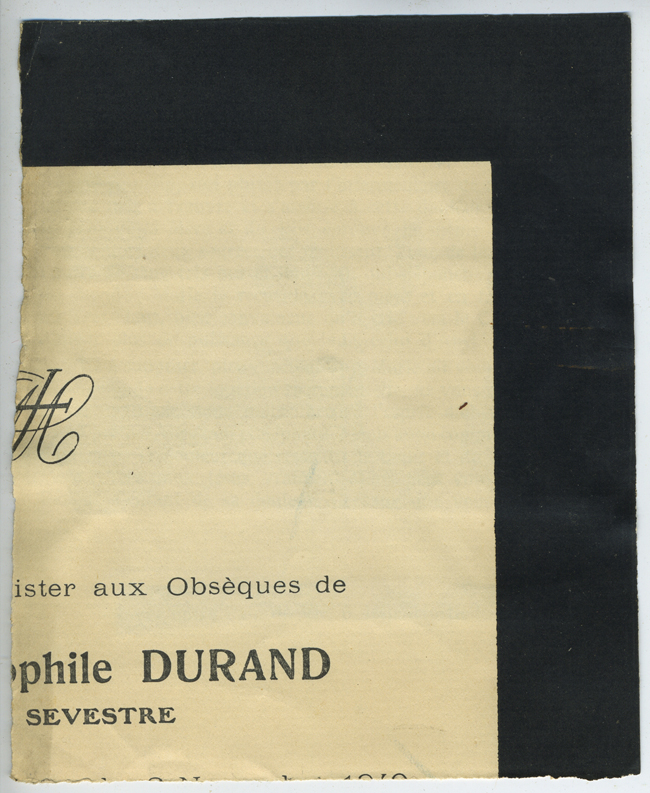 ister aux Obsèques de
ophile DURAND
SEVESTRE